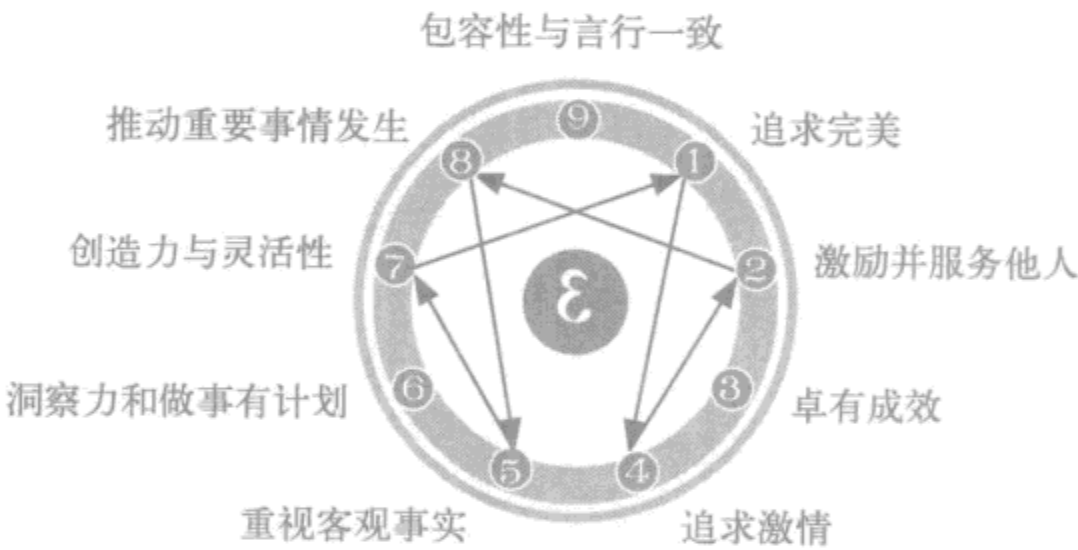 包容性与言行一致
推动重要事情发生
9
追求完美
8
1
创造力与灵活性
7
2
激励并服务他人
ε
洞察力和做事有计划
6
3
卓有成效
5
4
重视客观事实
追求激情